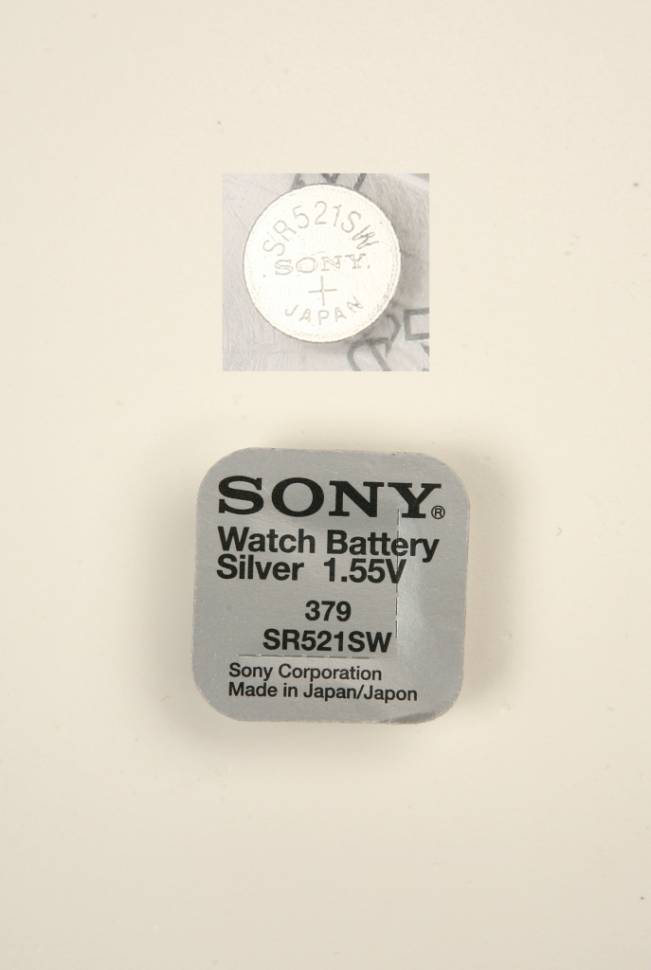 SR521SW
SONY.
+
JAPAN
SONY®
Watch Battery
Silver 1.55V
379
SR521SW
Sony Corporation
Made in Japan/Japon